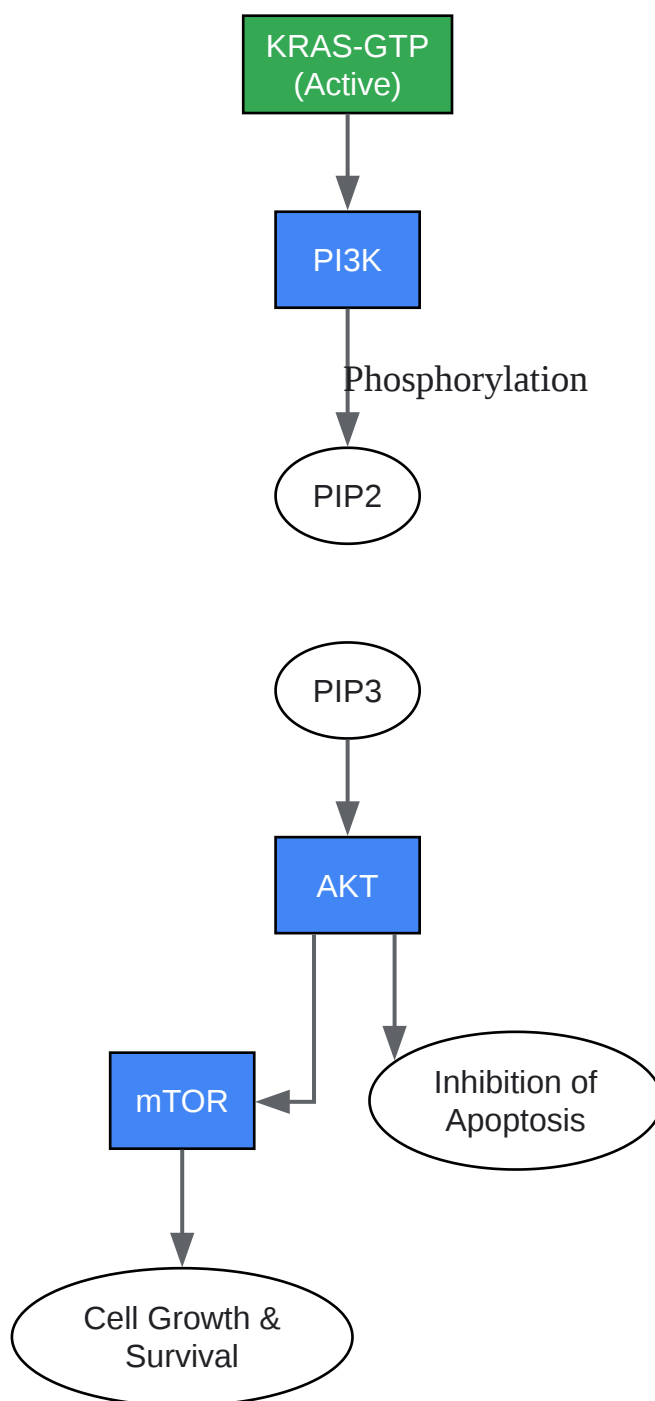 KRAS-GTP
(Active)
PI3K
Phosphorylation
PIP2
PIP3
AKT
mTOR
Inhibition of
Apoptosis
Cell Growth &
Survival